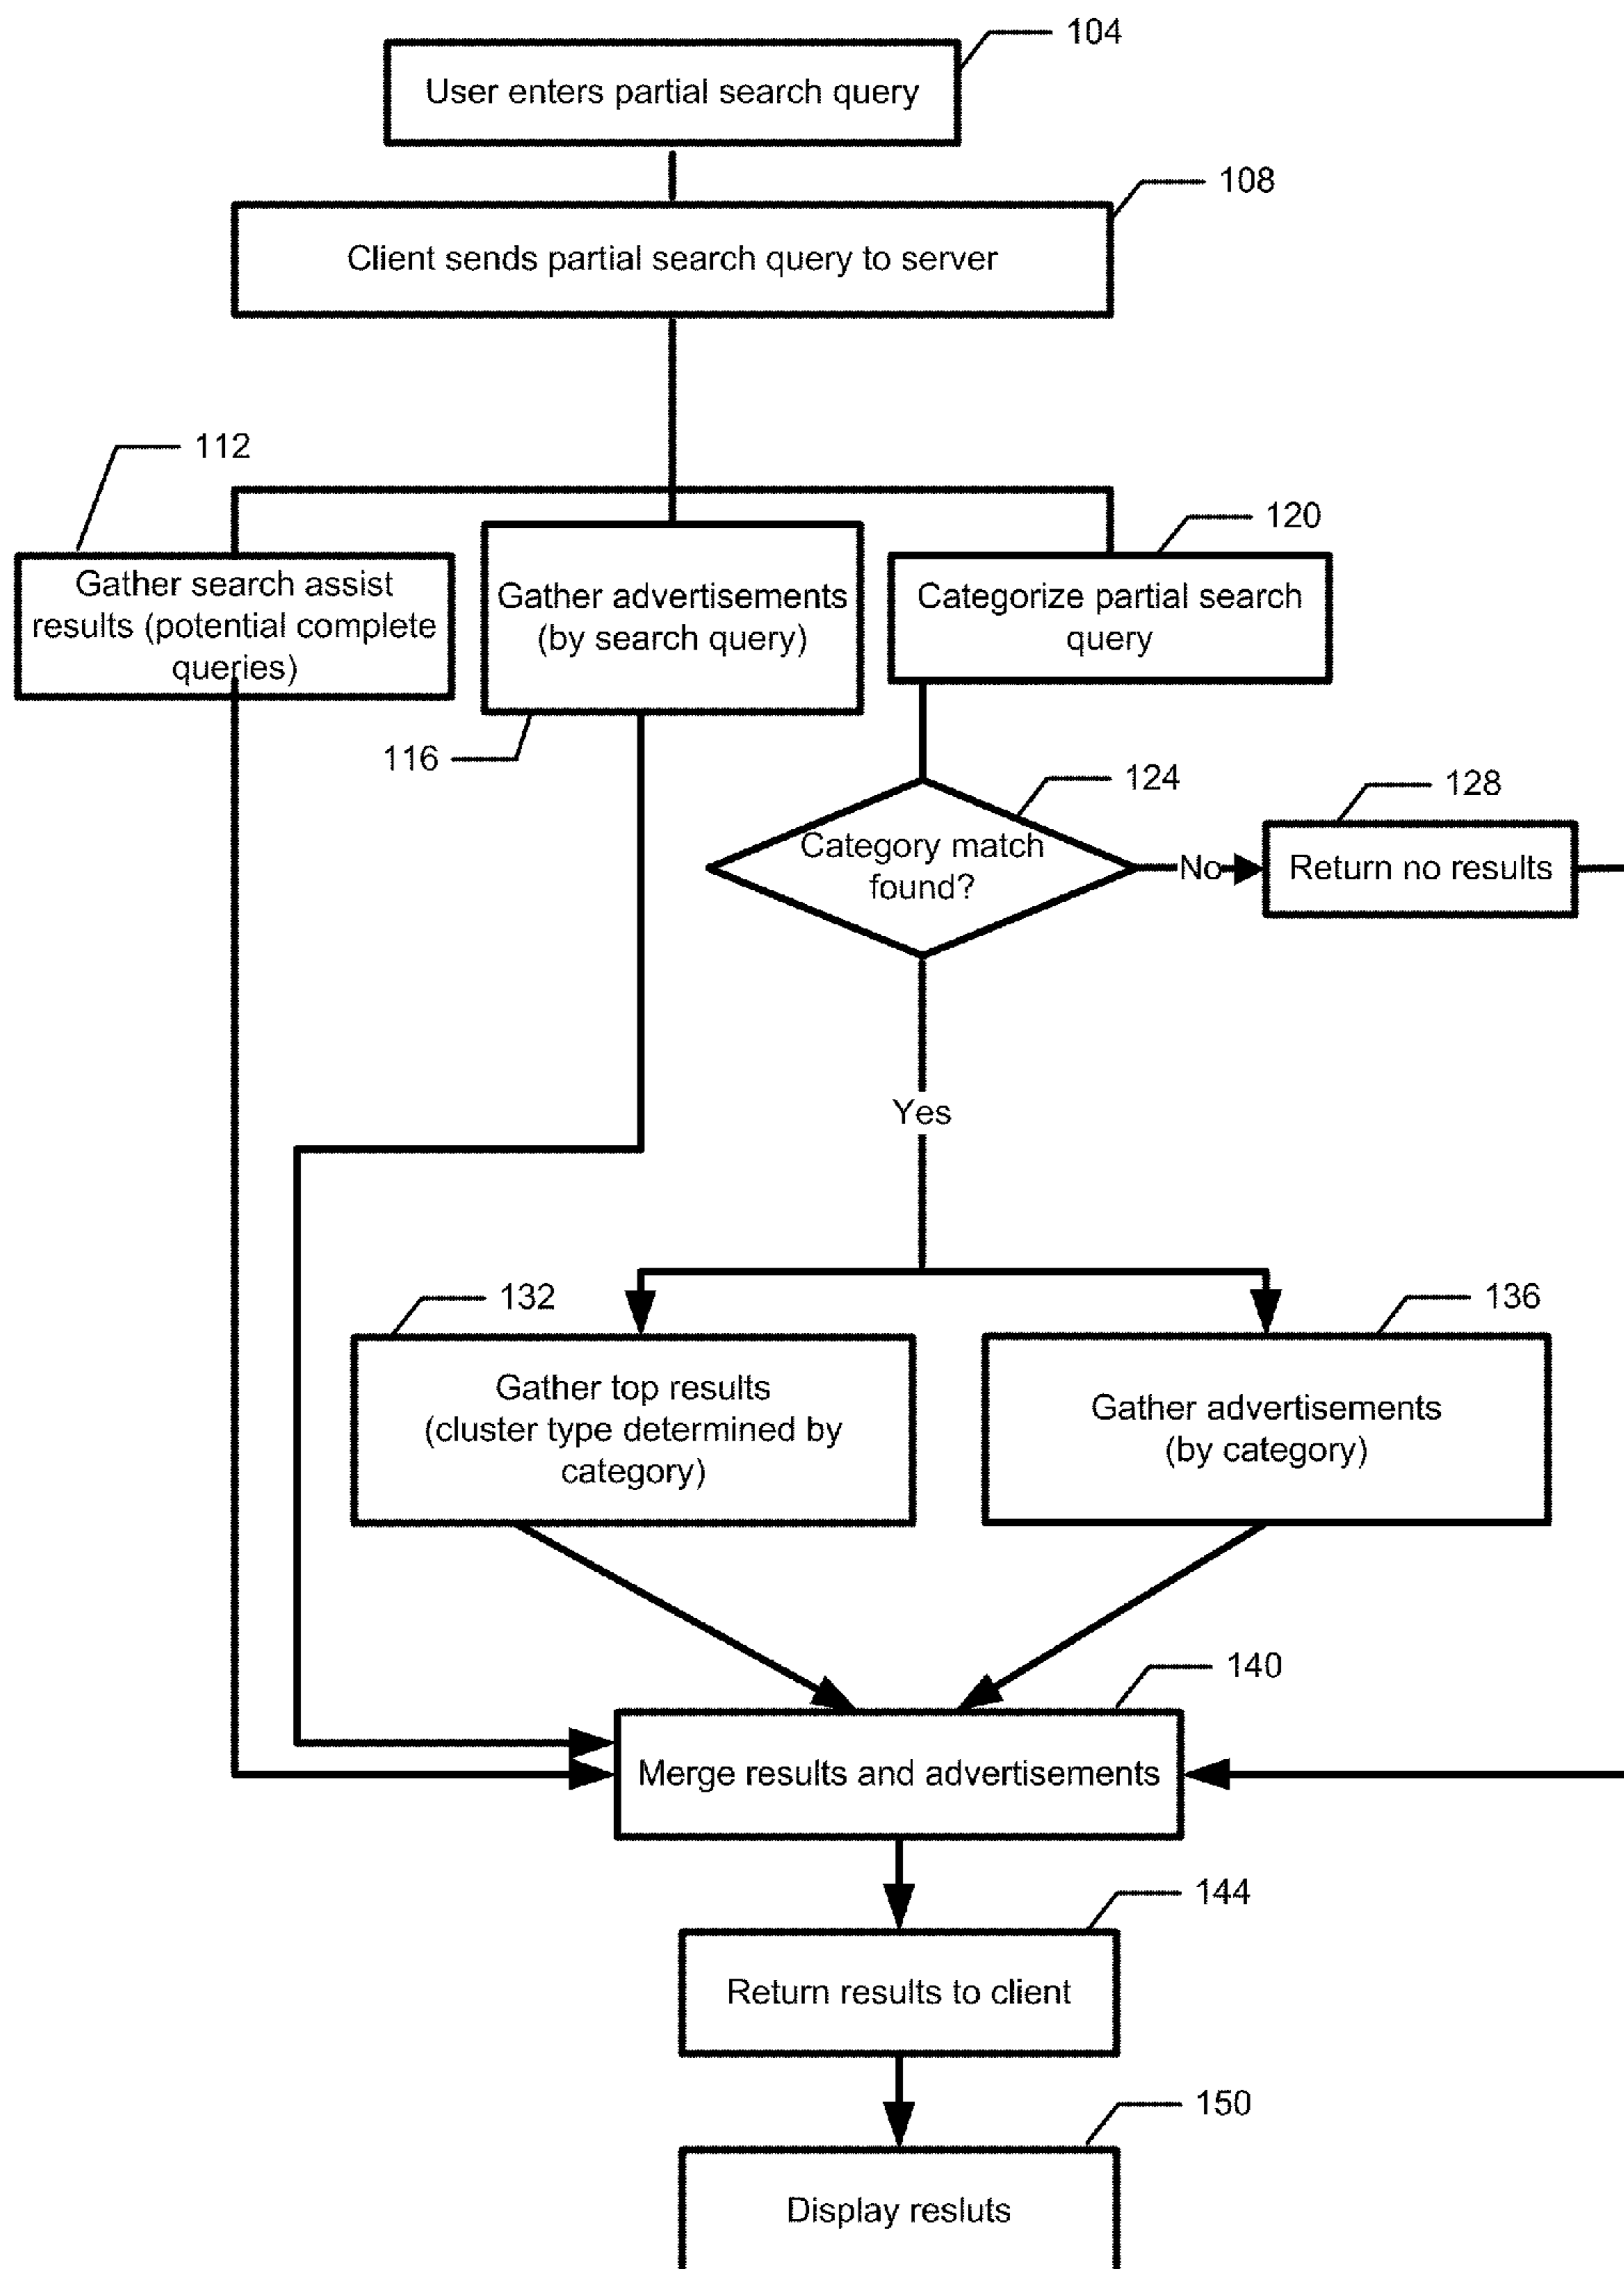 104
User enters partial search query
108
Client sends partial search query to server
112
Gather search assist
results (potential complete
queries)
Gather advertisements
(by search query)
116
120
Categorize partial search
query
124
Category match
found?
No
128
Return no results
Yes
132
Gather top results
(cluster type determined by
category)
136
Gather advertisements
(by category)
140
Merge results and advertisements
144
Return results to client
150
Display resluts